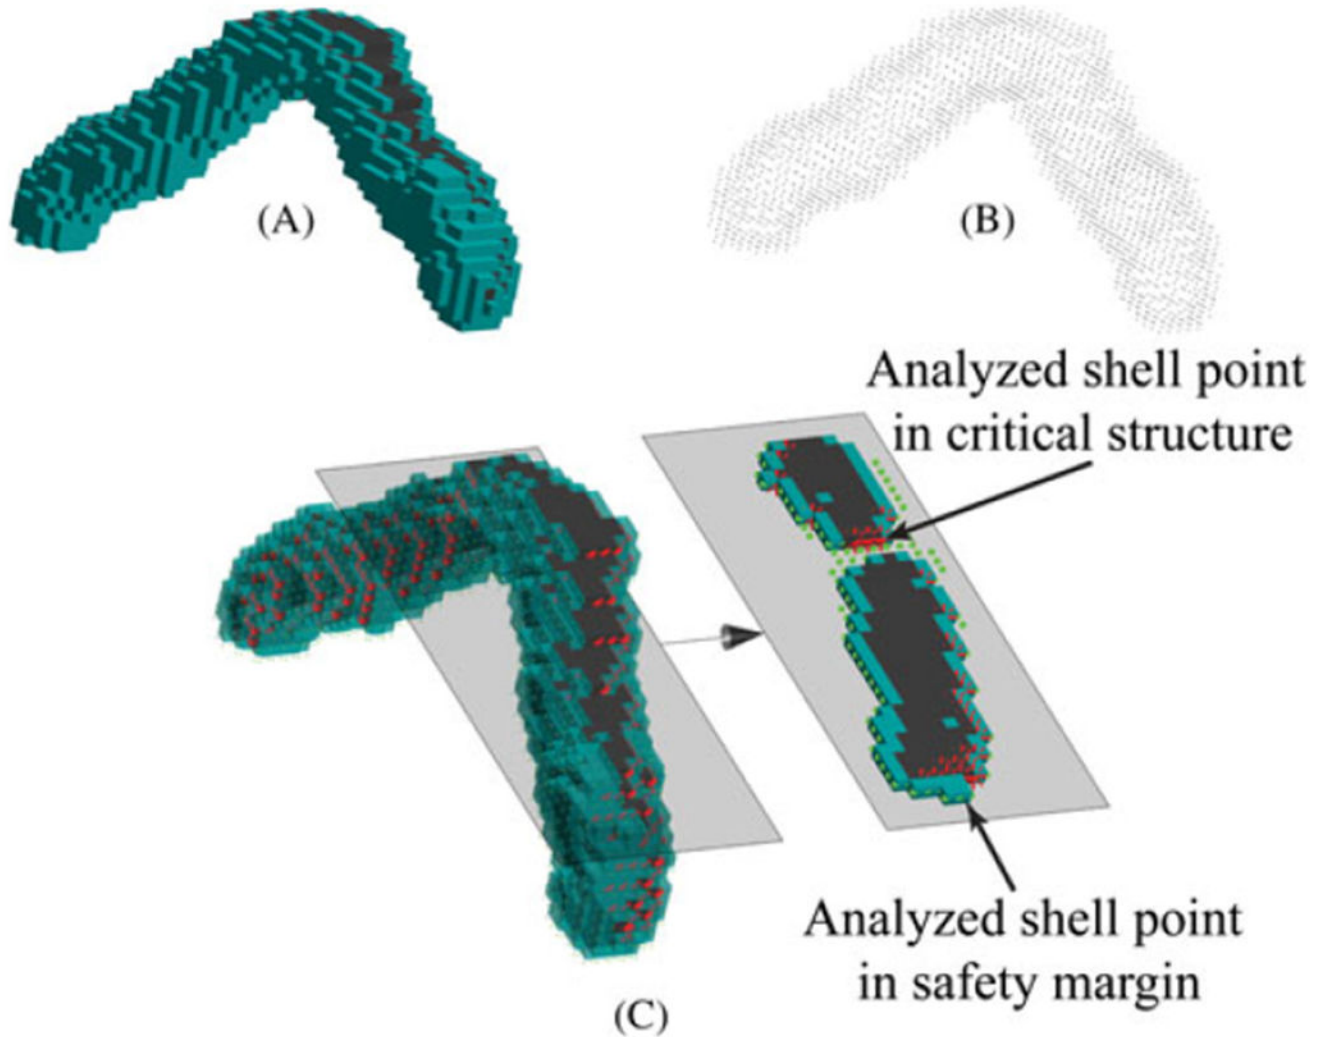 (A)
(B)
Analyzed shell point
in critical structure
Analyzed shell point
in safety margin
(C)